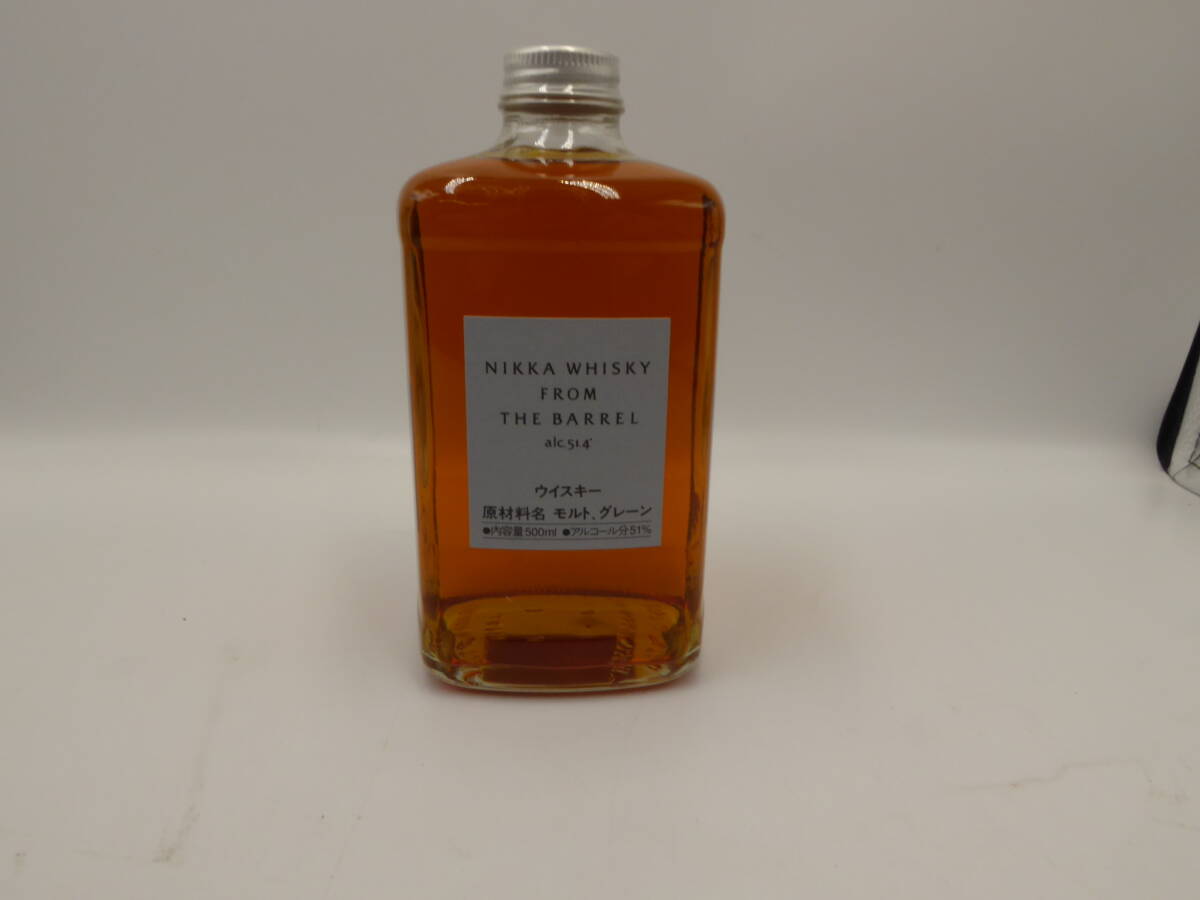 NIKKA WHISKY
FROM
THE BARREL
alc.51.4°
ウイスキー
原材料名 モルト、グレーン
●内容量500ml ●アルコール分51%